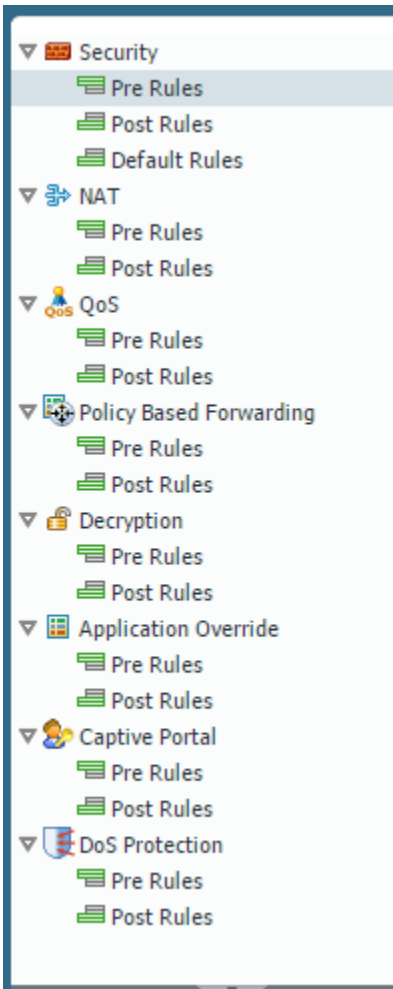 Security
Pre Rules
Post Rules
Default Rules
NAT
Pre Rules
Post Rules
QoS
Pre Rules
Post Rules
Policy Based Forwarding
Pre Rules
Post Rules
Decryption
Pre Rules
Post Rules
Application Override
Pre Rules
Post Rules
Captive Portal
Pre Rules
Post Rules
DoS Protection
Pre Rules
Post Rules